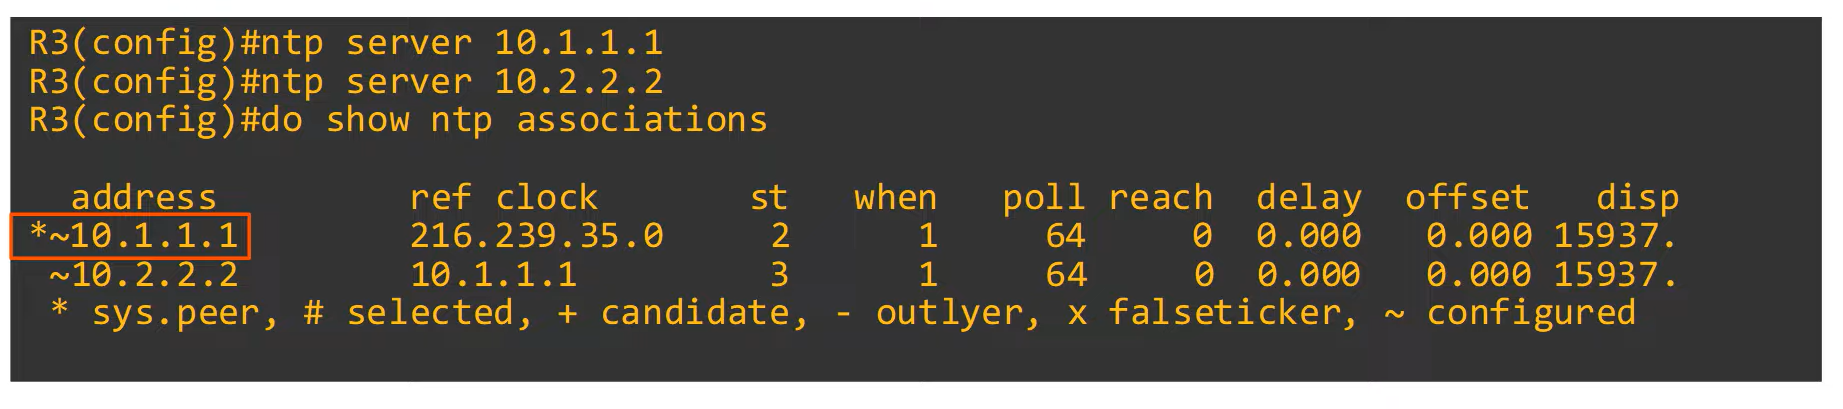 R3(config)#ntp server 10.1.1.1
R3(config)#ntp server 10.2.2.2
R3(config)#do show ntp associations
address ref clock st when poll reach delay offset disp
*~10.1.1.1 216.239.35.0 2 1 64 0 0.000 0.000 15937.
~10.2.2.2 10.1.1.1 3 1 64 0 0.000 0.000 15937.
* sys.peer, # selected, + candidate, - outlyer, x falseticker, ~ configured